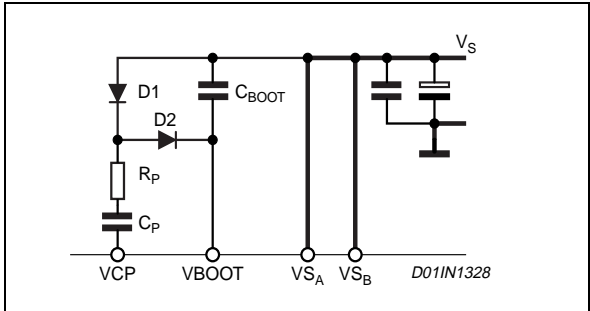 V_S
D1
C_BOOT
D2
R_P
C_P
VCP VBOOT VS_A VS_B D01IN1328